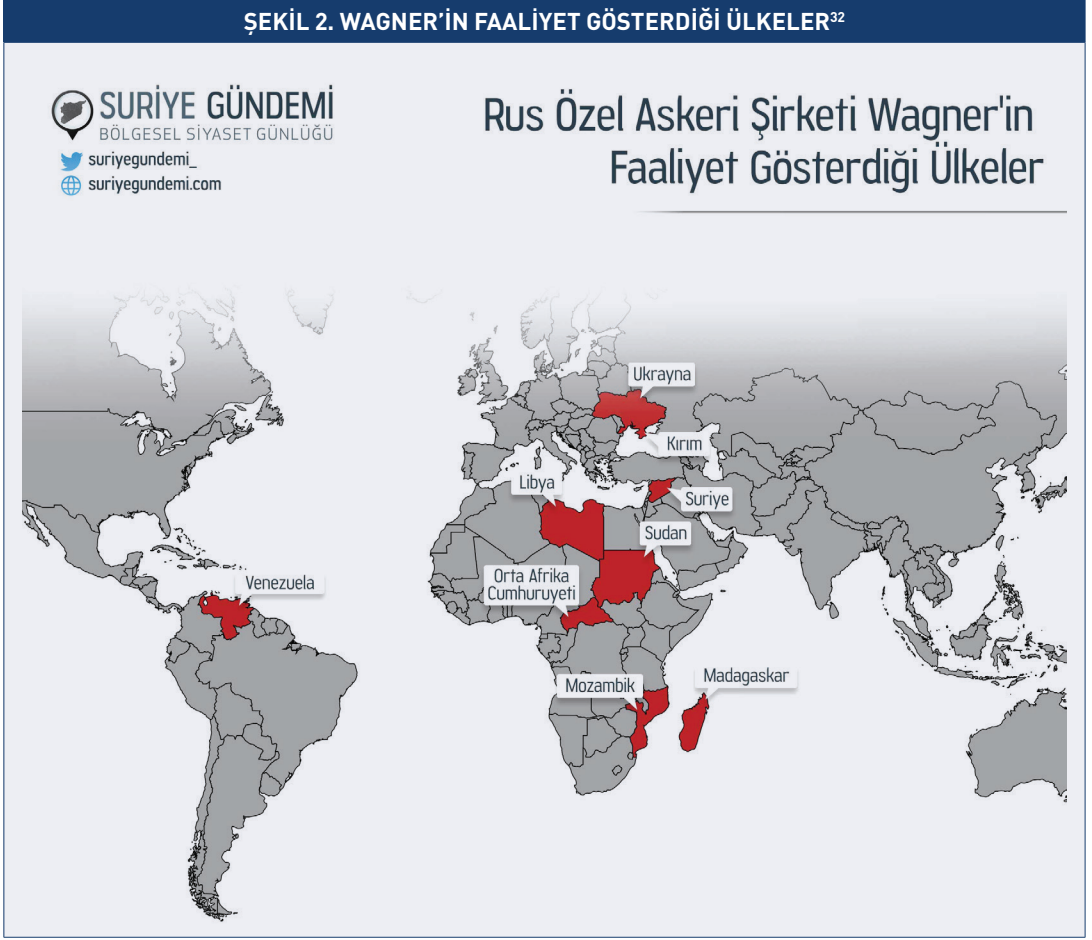 ŞEKİL 2. WAGNER’İN FAALİYET GÖSTERDİĞİ ÜLKELER³²
SURİYE GÜNDEMİ
BÖLGESEL SİYASET GÜNLÜĞÜ
suriyegundemi_
suriyegundemi.com
Rus Özel Askeri Şirketi Wagner'in
Faaliyet Gösterdiği Ülkeler
Ukrayna
Kırım
Libya
Suriye
Sudan
Orta Afrika
Cumhuruyeti
Venezuela
Mozambik
Madagaskar